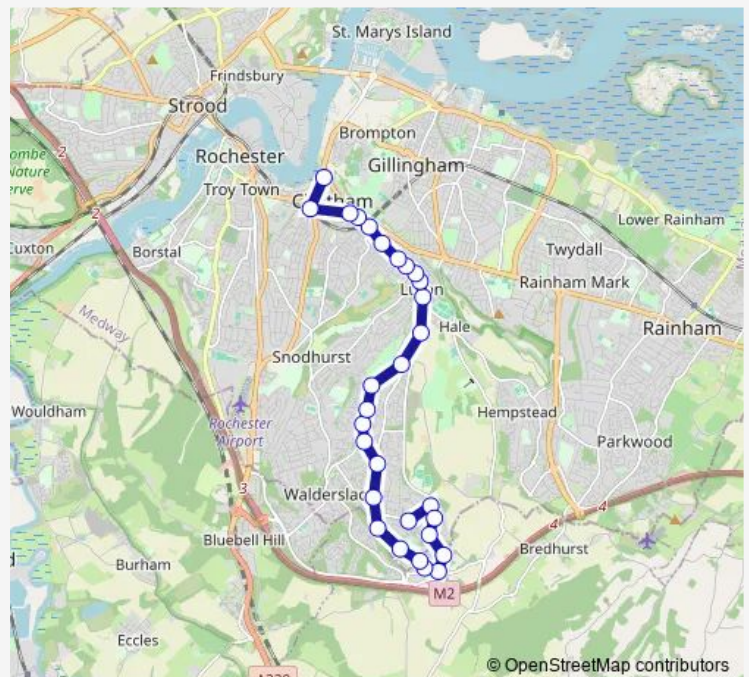 St. Marys Island
Frindsbury
Strood
Brompton
Rochester
Gillingham
2
Troy Town
2
Lower Rainham
Cuxton
Borstal
Twydall
Rainham Mark
Medway
Hale
Rainham
Snodhurst
Wouldham
Rochester
Airport
Hempstead
Parkwood
3
4
4
Bluebell Hill
Bredhurst
Burham
M2
Eccles
© OpenStreetMap contributors